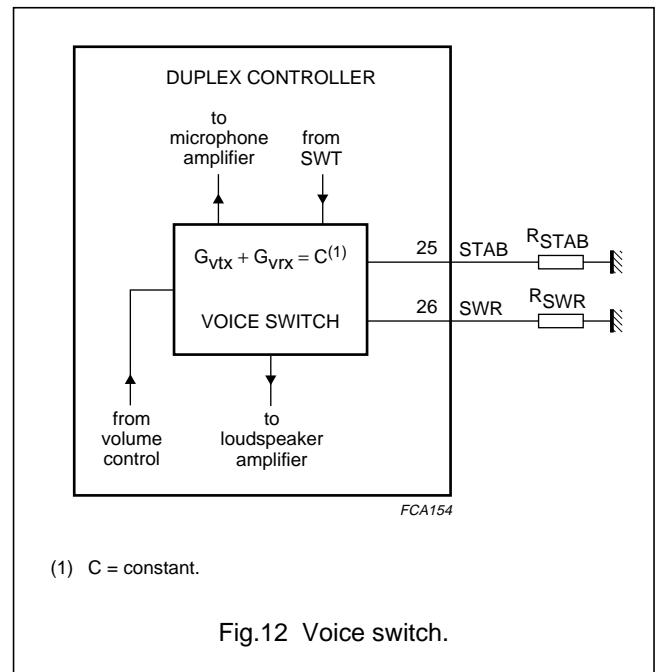 DUPLEX CONTROLLER
to
microphone
amplifier
from
SWT
Gvtx + Gvrx = C(1)
VOICE SWITCH
25 STAB RSTAB
26 SWR RSWR
from
volume
control
to
loudspeaker
amplifier
FCA154
(1) C = constant.
Fig.12 Voice switch.